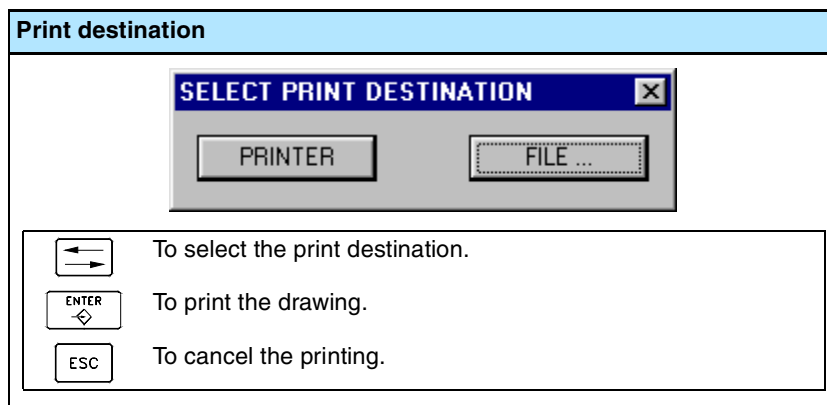 Print destination
SELECT PRINT DESTINATION
PRINTER
FILE ...
To select the print destination.
ENTER
To print the drawing.
ESC
To cancel the printing.